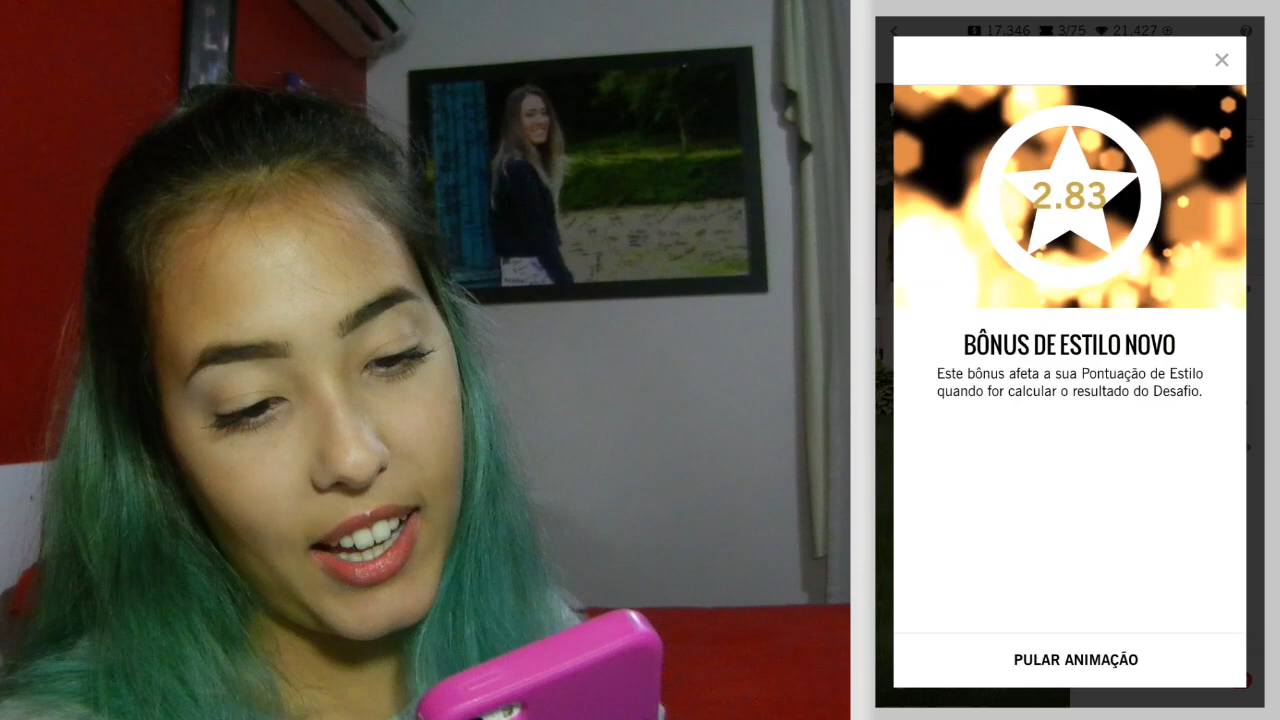 17.346 3/75 21.427
2.83
BÔNUS DE ESTILO NOVO
Este bônus afeta a sua Pontuação de Estilo
quando for calcular o resultado do Desafio.
PULAR ANIMAÇÃO